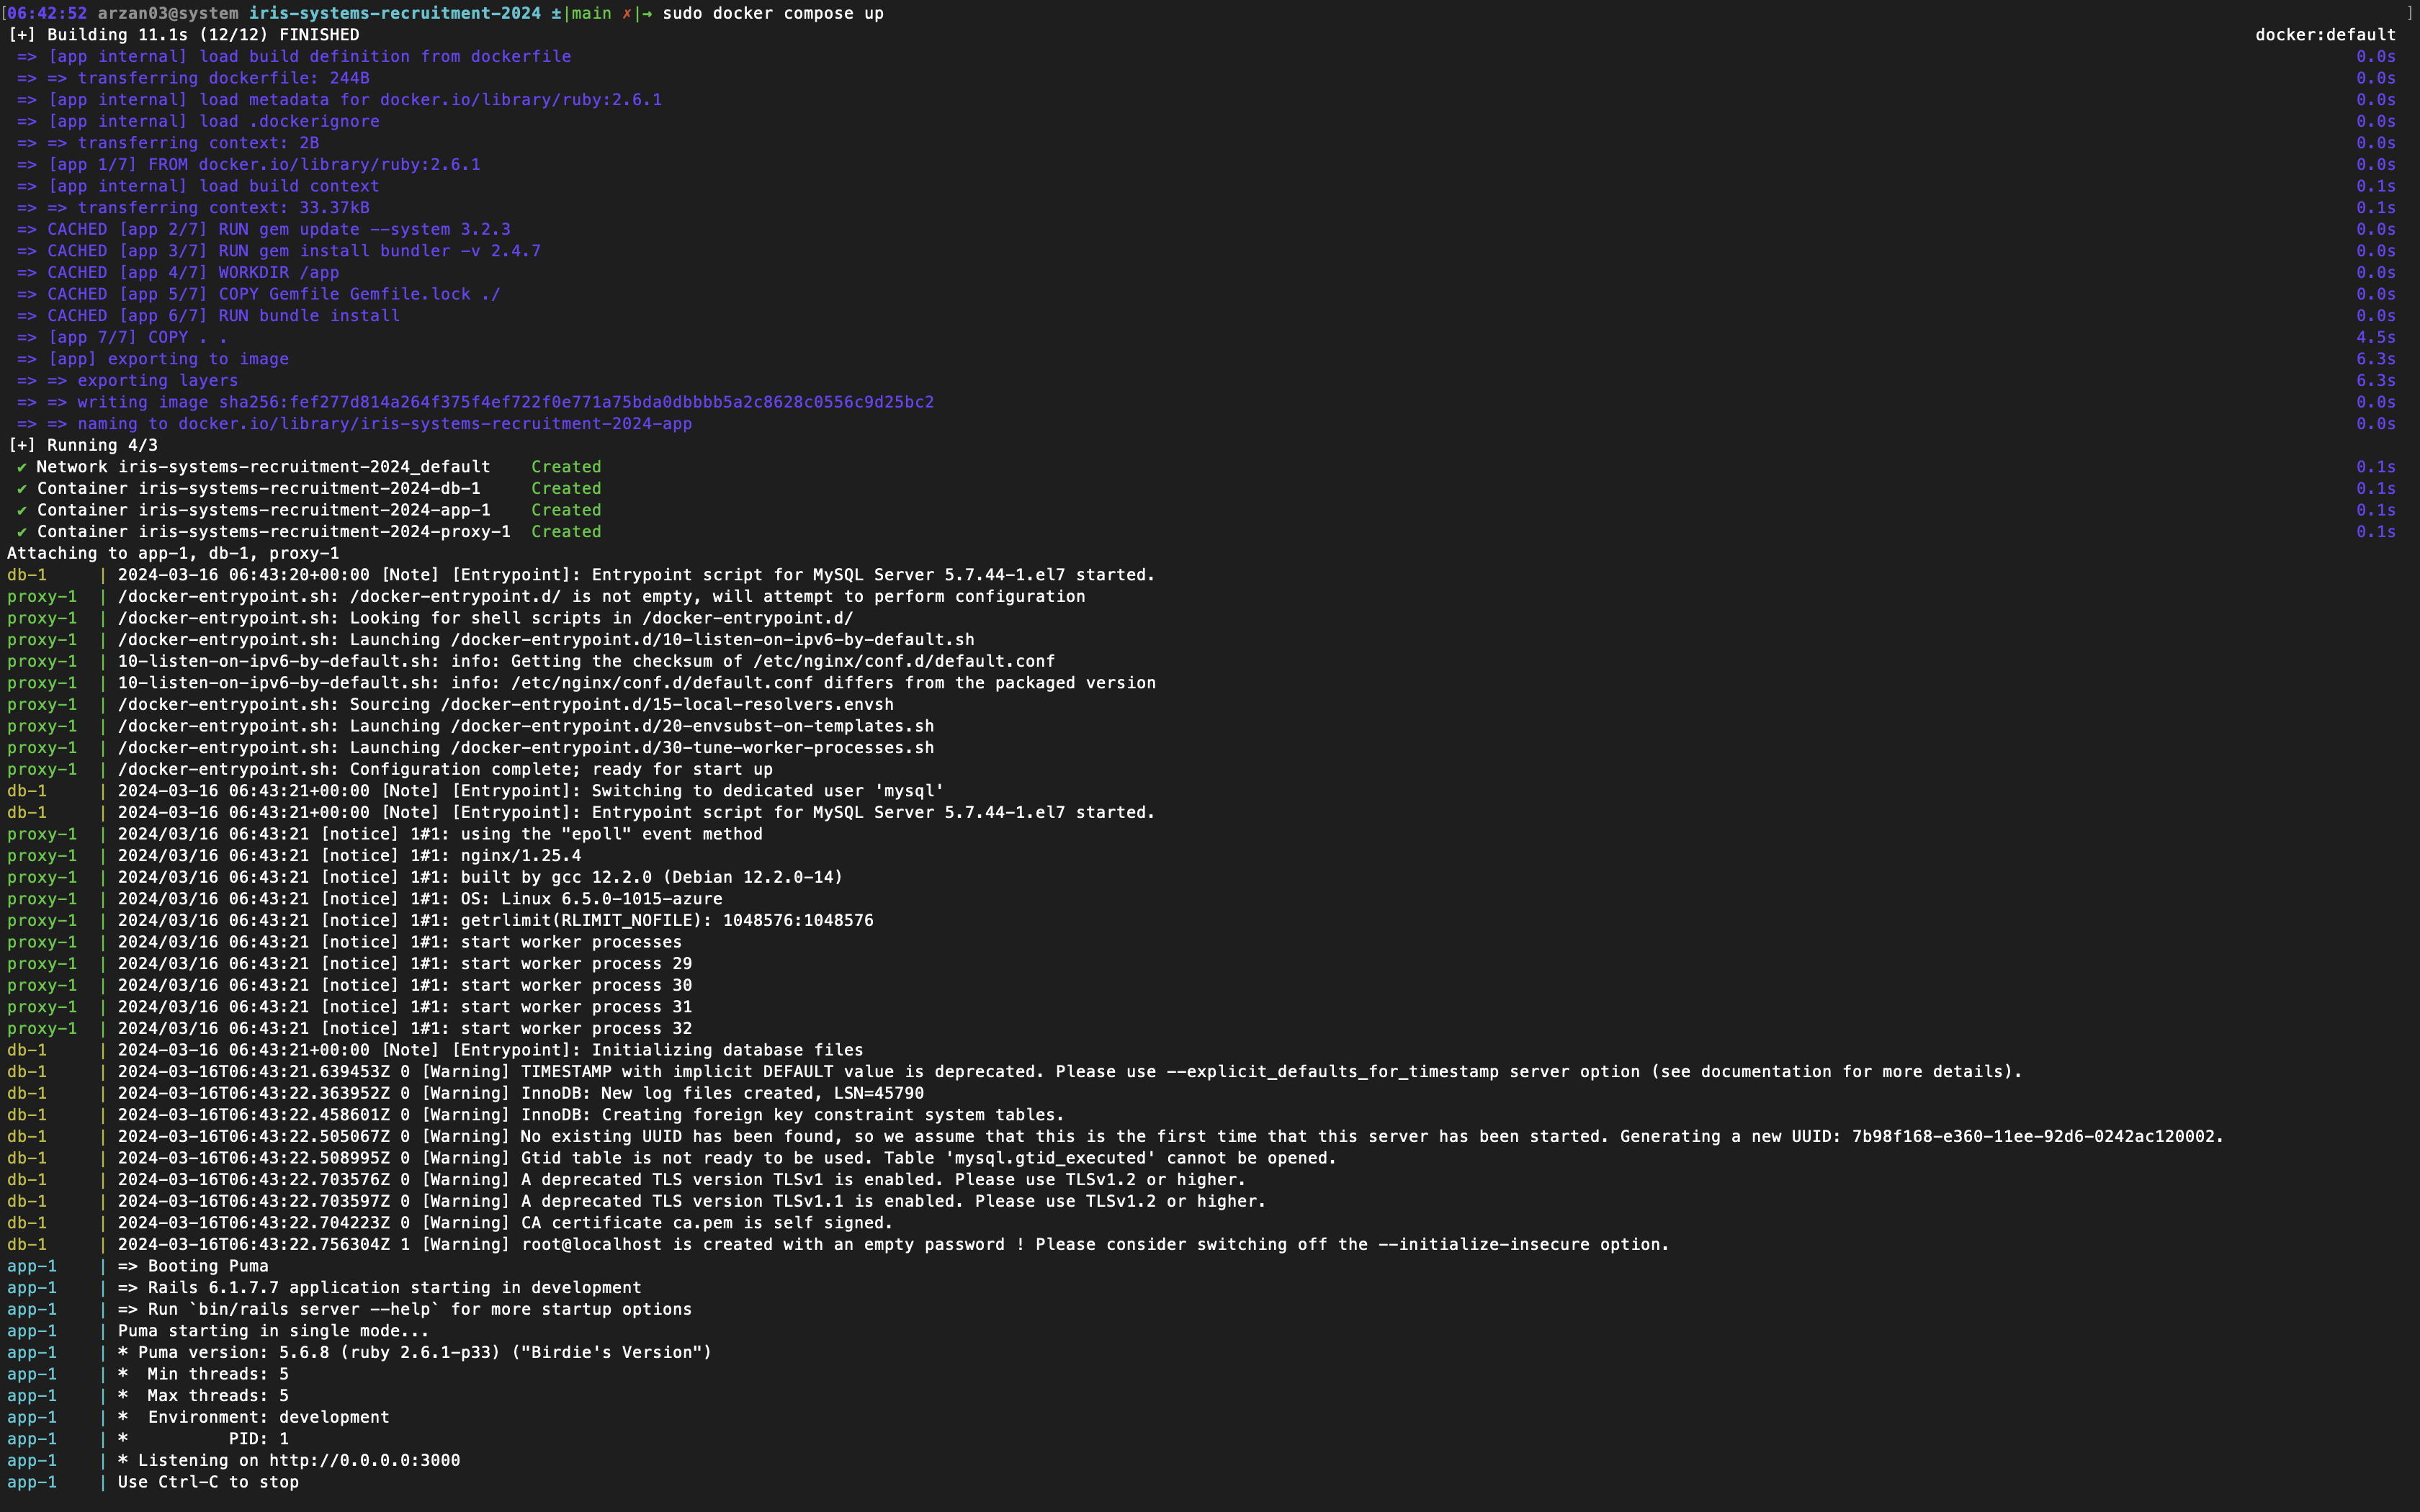 [06:42:52 arzan03@system iris-systems-recruitment-2024 ±|main ✗|→ sudo docker compose up ]
[+] Building 11.1s (12/12) FINISHED docker:default
=> [app internal] load build definition from dockerfile 0.0s
=> => transferring dockerfile: 244B 0.0s
=> [app internal] load metadata for docker.io/library/ruby:2.6.1 0.0s
=> [app internal] load .dockerignore 0.0s
=> => transferring context: 2B 0.0s
=> [app 1/7] FROM docker.io/library/ruby:2.6.1 0.0s
=> [app internal] load build context 0.1s
=> => transferring context: 33.37kB 0.1s
=> CACHED [app 2/7] RUN gem update --system 3.2.3 0.0s
=> CACHED [app 3/7] RUN gem install bundler -v 2.4.7 0.0s
=> CACHED [app 4/7] WORKDIR /app 0.0s
=> CACHED [app 5/7] COPY Gemfile Gemfile.lock ./ 0.0s
=> CACHED [app 6/7] RUN bundle install 0.0s
=> [app 7/7] COPY . . 4.5s
=> [app] exporting to image 6.3s
=> => exporting layers 6.3s
=> => writing image sha256:fef277d814a264f375f4ef722f0e771a75bda0dbbbb5a2c8628c0556c9d25bc2 0.0s
=> => naming to docker.io/library/iris-systems-recruitment-2024-app 0.0s
[+] Running 4/3
✔ Network iris-systems-recruitment-2024_default Created 0.1s
✔ Container iris-systems-recruitment-2024-db-1 Created 0.1s
✔ Container iris-systems-recruitment-2024-app-1 Created 0.1s
✔ Container iris-systems-recruitment-2024-proxy-1 Created 0.1s
Attaching to app-1, db-1, proxy-1
db-1 | 2024-03-16 06:43:20+00:00 [Note] [Entrypoint]: Entrypoint script for MySQL Server 5.7.44-1.el7 started.
proxy-1 | /docker-entrypoint.sh: /docker-entrypoint.d/ is not empty, will attempt to perform configuration
proxy-1 | /docker-entrypoint.sh: Looking for shell scripts in /docker-entrypoint.d/
proxy-1 | /docker-entrypoint.sh: Launching /docker-entrypoint.d/10-listen-on-ipv6-by-default.sh
proxy-1 | 10-listen-on-ipv6-by-default.sh: info: Getting the checksum of /etc/nginx/conf.d/default.conf
proxy-1 | 10-listen-on-ipv6-by-default.sh: info: /etc/nginx/conf.d/default.conf differs from the packaged version
proxy-1 | /docker-entrypoint.sh: Sourcing /docker-entrypoint.d/15-local-resolvers.envsh
proxy-1 | /docker-entrypoint.sh: Launching /docker-entrypoint.d/20-envsubst-on-templates.sh
proxy-1 | /docker-entrypoint.sh: Launching /docker-entrypoint.d/30-tune-worker-processes.sh
proxy-1 | /docker-entrypoint.sh: Configuration complete; ready for start up
db-1 | 2024-03-16 06:43:21+00:00 [Note] [Entrypoint]: Switching to dedicated user 'mysql'
db-1 | 2024-03-16 06:43:21+00:00 [Note] [Entrypoint]: Entrypoint script for MySQL Server 5.7.44-1.el7 started.
proxy-1 | 2024/03/16 06:43:21 [notice] 1#1: using the "epoll" event method
proxy-1 | 2024/03/16 06:43:21 [notice] 1#1: nginx/1.25.4
proxy-1 | 2024/03/16 06:43:21 [notice] 1#1: built by gcc 12.2.0 (Debian 12.2.0-14)
proxy-1 | 2024/03/16 06:43:21 [notice] 1#1: OS: Linux 6.5.0-1015-azure
proxy-1 | 2024/03/16 06:43:21 [notice] 1#1: getrlimit(RLIMIT_NOFILE): 1048576:1048576
proxy-1 | 2024/03/16 06:43:21 [notice] 1#1: start worker processes
proxy-1 | 2024/03/16 06:43:21 [notice] 1#1: start worker process 29
proxy-1 | 2024/03/16 06:43:21 [notice] 1#1: start worker process 30
proxy-1 | 2024/03/16 06:43:21 [notice] 1#1: start worker process 31
proxy-1 | 2024/03/16 06:43:21 [notice] 1#1: start worker process 32
db-1 | 2024-03-16 06:43:21+00:00 [Note] [Entrypoint]: Initializing database files
db-1 | 2024-03-16T06:43:21.639453Z 0 [Warning] TIMESTAMP with implicit DEFAULT value is deprecated. Please use --explicit_defaults_for_timestamp server option (see documentation for more details).
db-1 | 2024-03-16T06:43:22.363952Z 0 [Warning] InnoDB: New log files created, LSN=45790
db-1 | 2024-03-16T06:43:22.458601Z 0 [Warning] InnoDB: Creating foreign key constraint system tables.
db-1 | 2024-03-16T06:43:22.505067Z 0 [Warning] No existing UUID has been found, so we assume that this is the first time that this server has been started. Generating a new UUID: 7b98f168-e360-11ee-92d6-0242ac120002.
db-1 | 2024-03-16T06:43:22.508995Z 0 [Warning] Gtid table is not ready to be used. Table 'mysql.gtid_executed' cannot be opened.
db-1 | 2024-03-16T06:43:22.703576Z 0 [Warning] A deprecated TLS version TLSv1 is enabled. Please use TLSv1.2 or higher.
db-1 | 2024-03-16T06:43:22.703597Z 0 [Warning] A deprecated TLS version TLSv1.1 is enabled. Please use TLSv1.2 or higher.
db-1 | 2024-03-16T06:43:22.704223Z 0 [Warning] CA certificate ca.pem is self signed.
db-1 | 2024-03-16T06:43:22.756304Z 1 [Warning] root@localhost is created with an empty password ! Please consider switching off the --initialize-insecure option.
app-1 | => Booting Puma
app-1 | => Rails 6.1.7.7 application starting in development
app-1 | => Run `bin/rails server --help` for more startup options
app-1 | Puma starting in single mode...
app-1 | * Puma version: 5.6.8 (ruby 2.6.1-p33) ("Birdie's Version")
app-1 | * Min threads: 5
app-1 | * Max threads: 5
app-1 | * Environment: development
app-1 | * PID: 1
app-1 | * Listening on http://0.0.0.0:3000
app-1 | Use Ctrl-C to stop